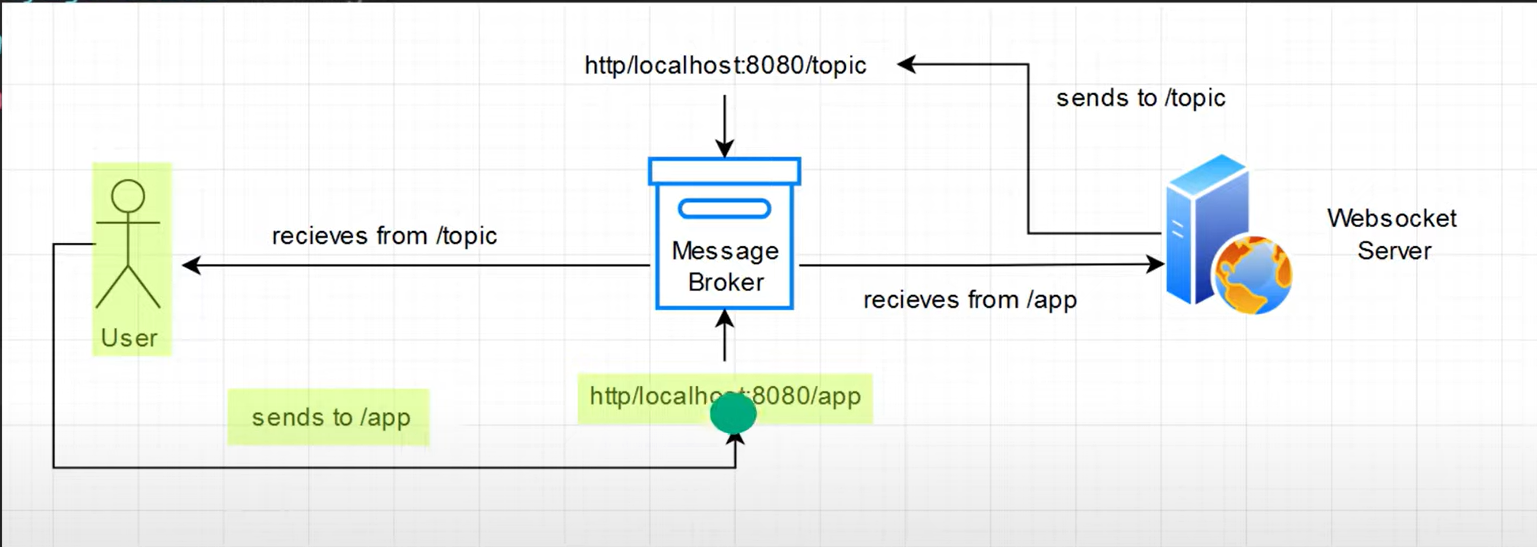 http/localhost:8080/topic
sends to /topic
recieves from /topic
Message
Broker
Websocket
Server
recieves from /app
User
http/localhost:8080/app
sends to /app